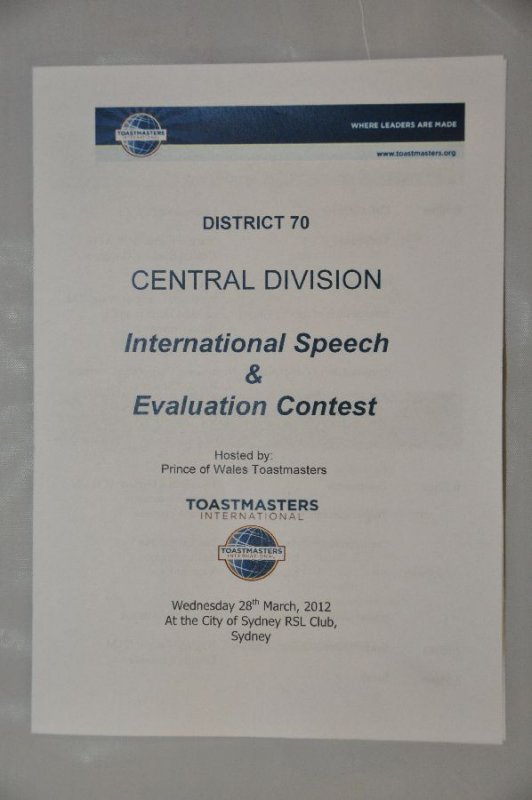 TOASTMASTERS
INTERNATIONAL
WHERE LEADERS ARE MADE
www.toastmasters.org
DISTRICT 70
CENTRAL DIVISION
International Speech
&
Evaluation Contest
Hosted by:
Prince of Wales Toastmasters
TOASTMASTERS
INTERNATIONAL
TOASTMASTERS
INTERNATIONAL
Wednesday 28th March, 2012
At the City of Sydney RSL Club,
Sydney